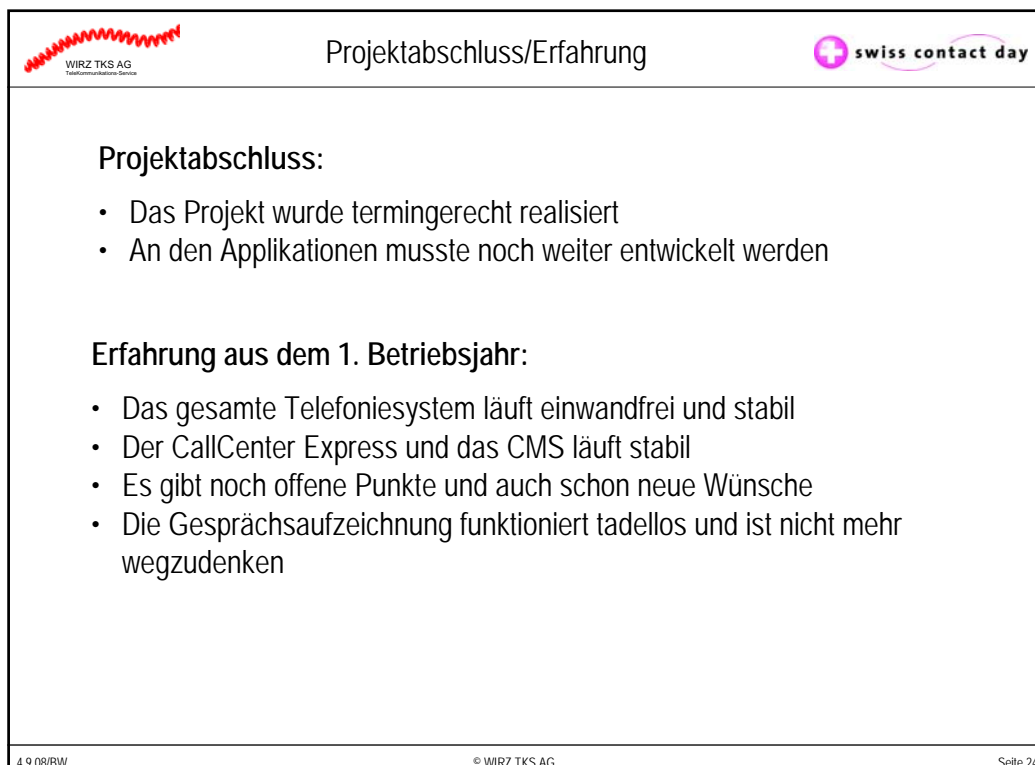 WIRZ TKS AG
TeleKommunikations-Service
Projektabschluss/Erfahrung
swiss contact day
Projektabschluss:
• Das Projekt wurde termingerecht realisiert
• An den Applikationen musste noch weiter entwickelt werden
Erfahrung aus dem 1. Betriebsjahr:
• Das gesamte Telefoniesystem läuft einwandfrei und stabil
• Der CallCenter Express und das CMS läuft stabil
• Es gibt noch offene Punkte und auch schon neue Wünsche
• Die Gesprächsaufzeichnung funktioniert tadellos und ist nicht mehr
wegzudenken
4.9.08/BW
© WIRZ TKS AG
Seite 24